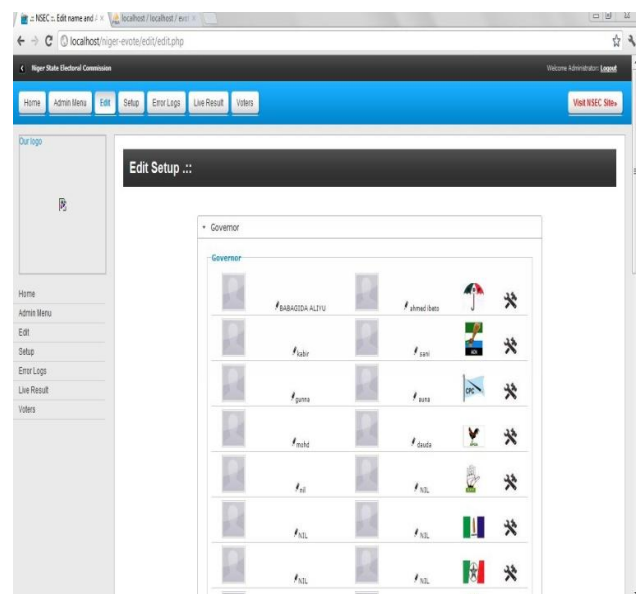 .:: NSEC ::. Edit name and
localhost / localhost / evot
localhost/niger-evote/edit/edit.php
Niger State Electoral Commission
Welcome Administrator: Logout
Home Admin Menu Edit Setup Error Logs Live Result Voters
Visit NSEC Site»
Our logo
Edit Setup .::
Home
Admin Menu
Edit
Setup
Error Logs
Live Result
Voters
Governor
Governor
BABAGIDA ALIYU ahmed ibeto
kabir sani
gunna auna
CPC
mohd dauda
nil NIL
NIL NIL
NIL NIL